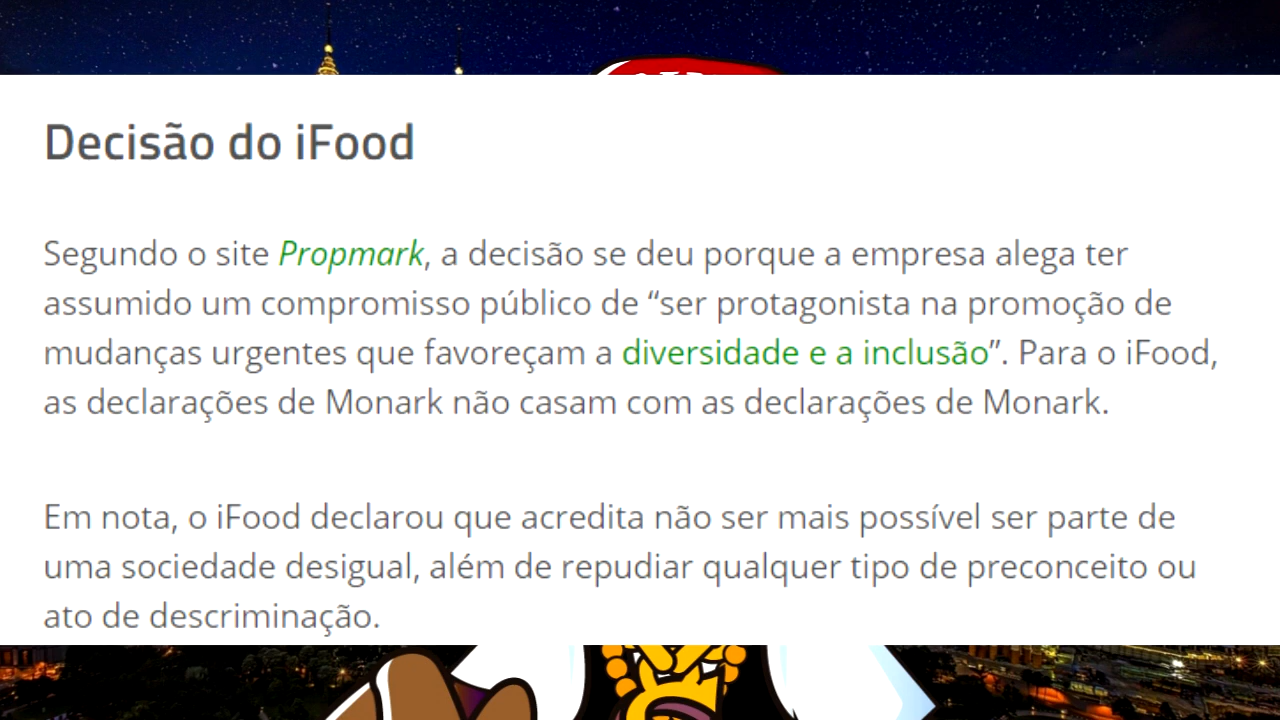 Decisão do iFood
Segundo o site Propmark, a decisão se deu porque a empresa alega ter
assumido um compromisso público de “ser protagonista na promoção de
mudanças urgentes que favoreçam a diversidade e a inclusão”. Para o iFood,
as declarações de Monark não casam com as declarações de Monark.
Em nota, o iFood declarou que acredita não ser mais possível ser parte de
uma sociedade desigual, além de repudiar qualquer tipo de preconceito ou
ato de descriminação.